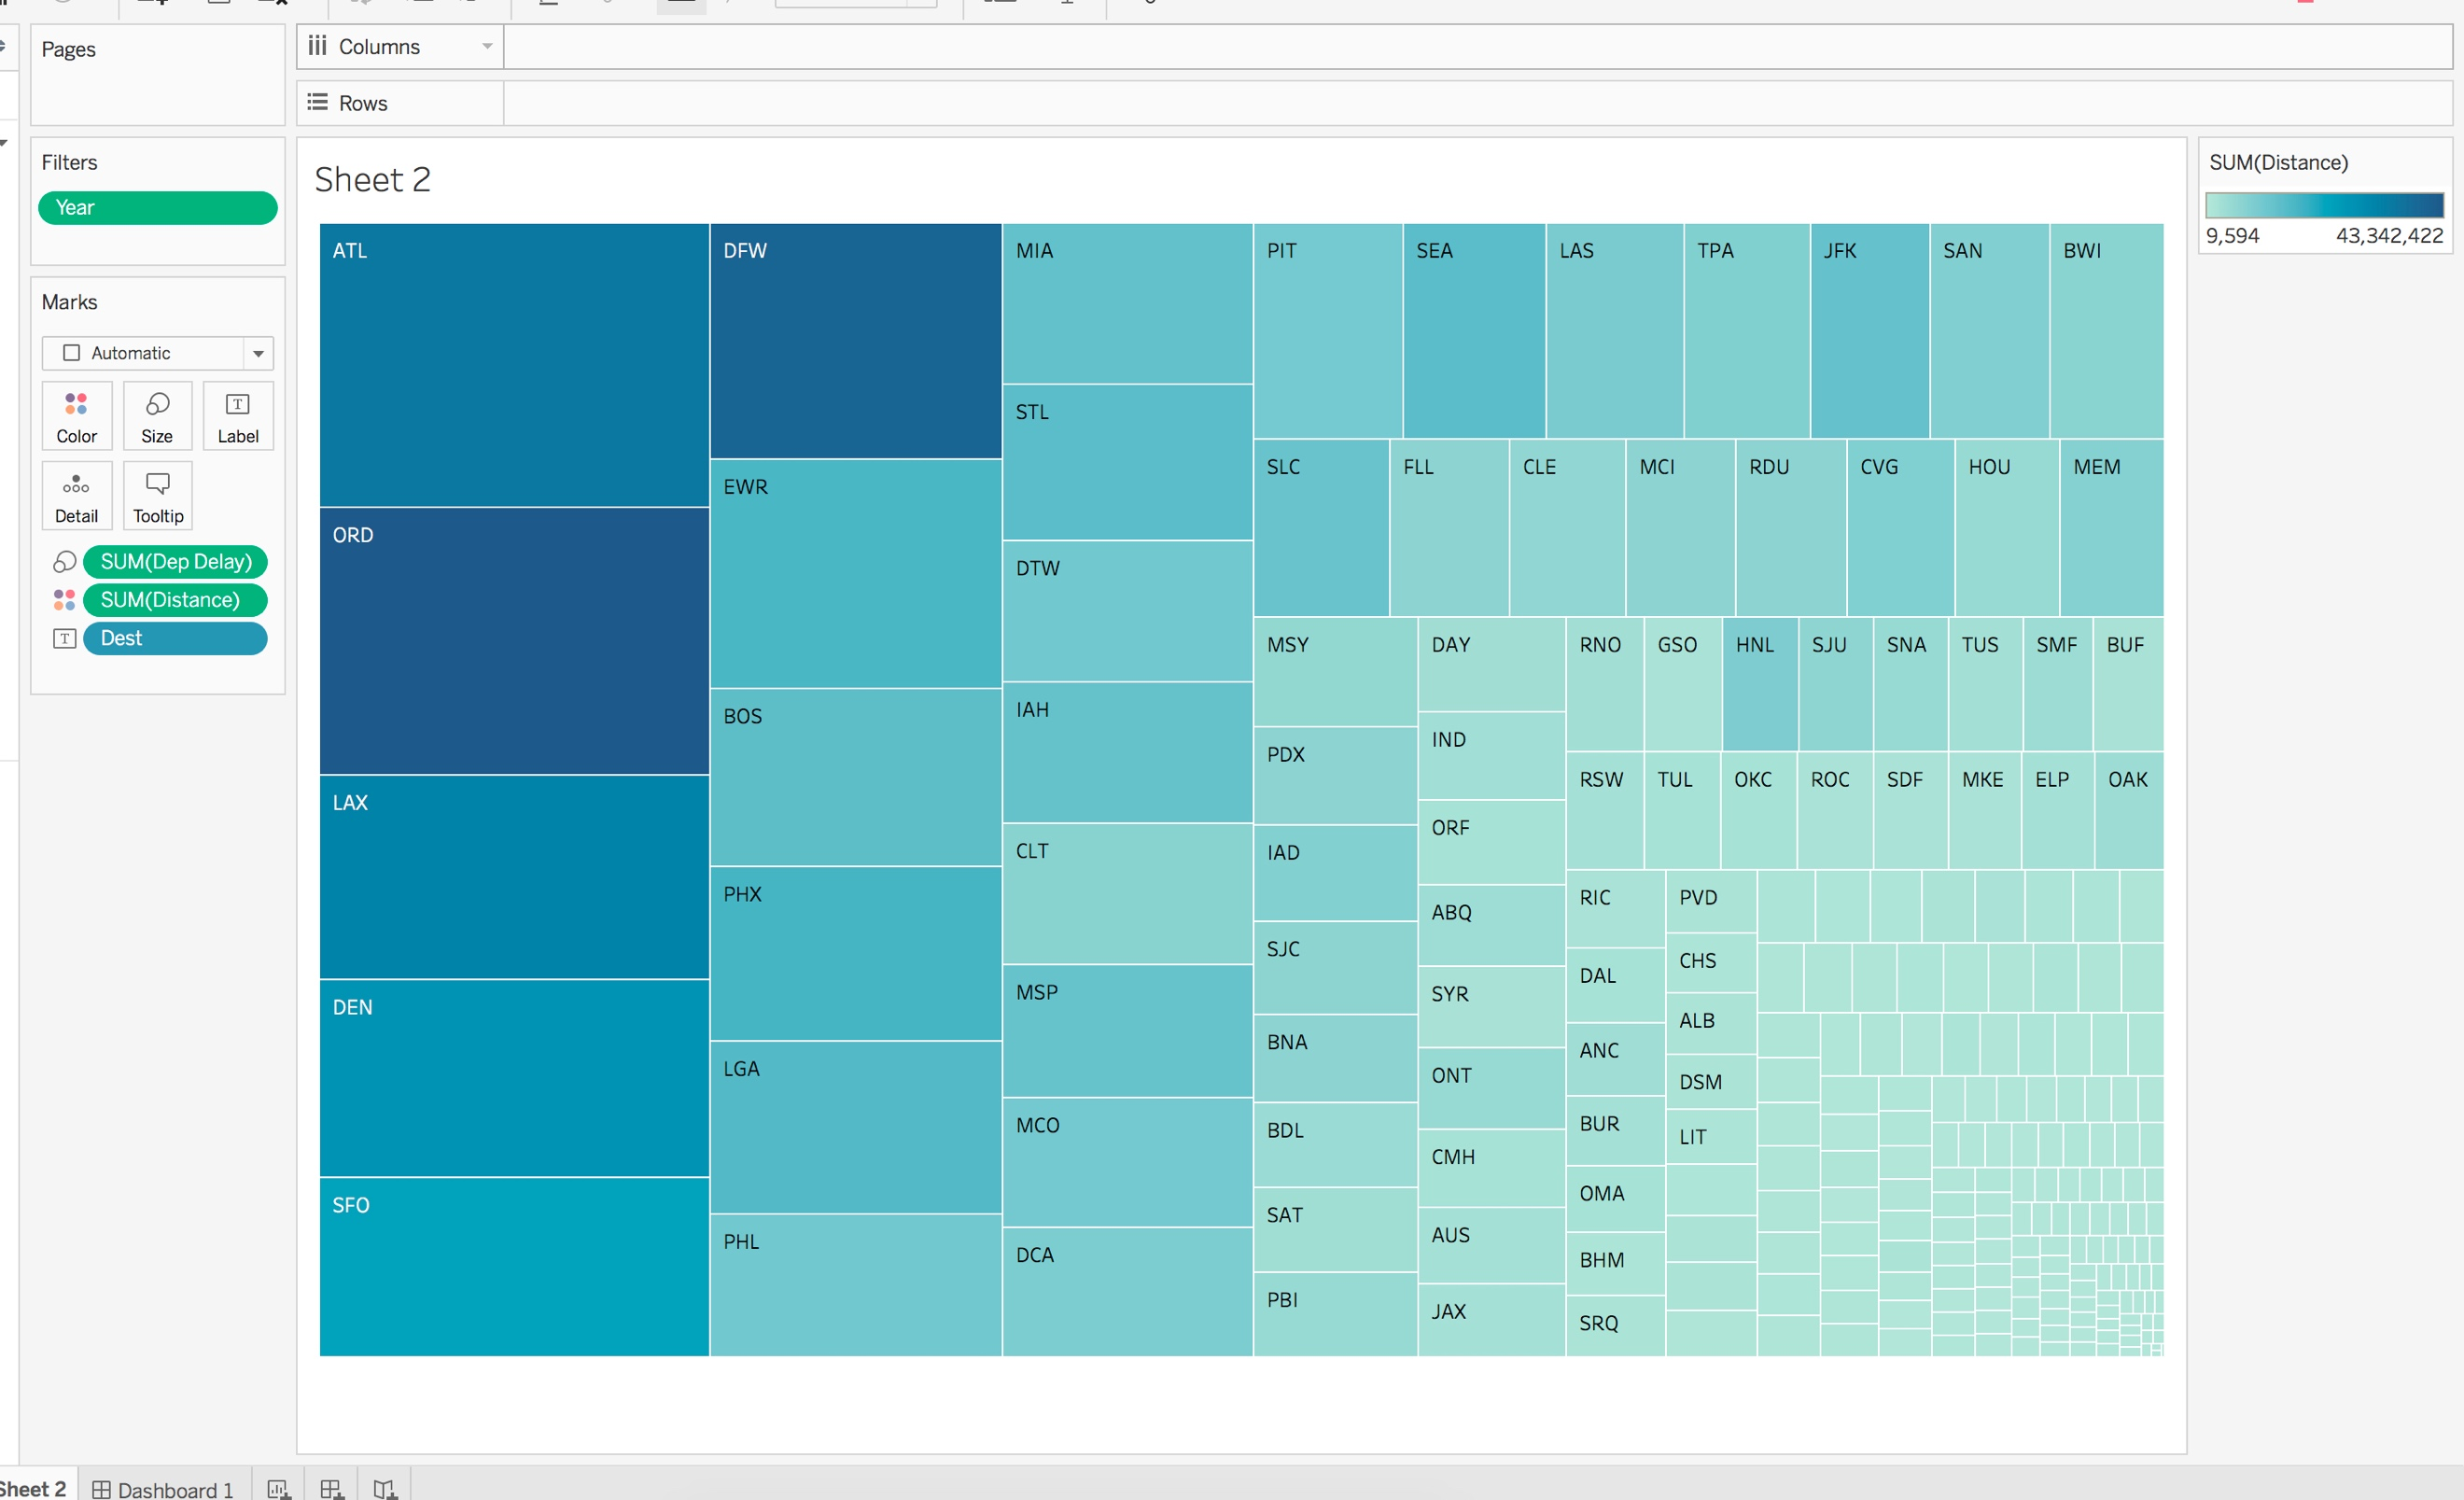 Pages
Columns
Rows
Filters
Year
Marks
Automatic
Color
Size
Label
Detail
Tooltip
SUM(Dep Delay)
SUM(Distance)
Dest
Sheet 2
ATL
ORD
LAX
DEN
SFO
DFW
EWR
BOS
PHX
LGA
PHL
MIA
STL
DTW
IAH
CLT
MSP
MCO
DCA
PIT
SEA
LAS
TPA
JFK
SAN
BWI
SLC
FLL
CLE
MCI
RDU
CVG
HOU
MEM
MSY
PDX
IAD
SJC
BNA
BDL
SAT
PBI
DAY
IND
ORF
ABQ
SYR
ONT
CMH
AUS
JAX
RNO
GSO
HNL
SJU
SNA
TUS
SMF
BUF
RSW
TUL
OKC
ROC
SDF
MKE
ELP
OAK
RIC
DAL
ANC
BUR
OMA
BHM
SRQ
PVD
CHS
ALB
DSM
LIT
SUM(Distance)
9,594 43,342,422
Sheet 2
Dashboard 1